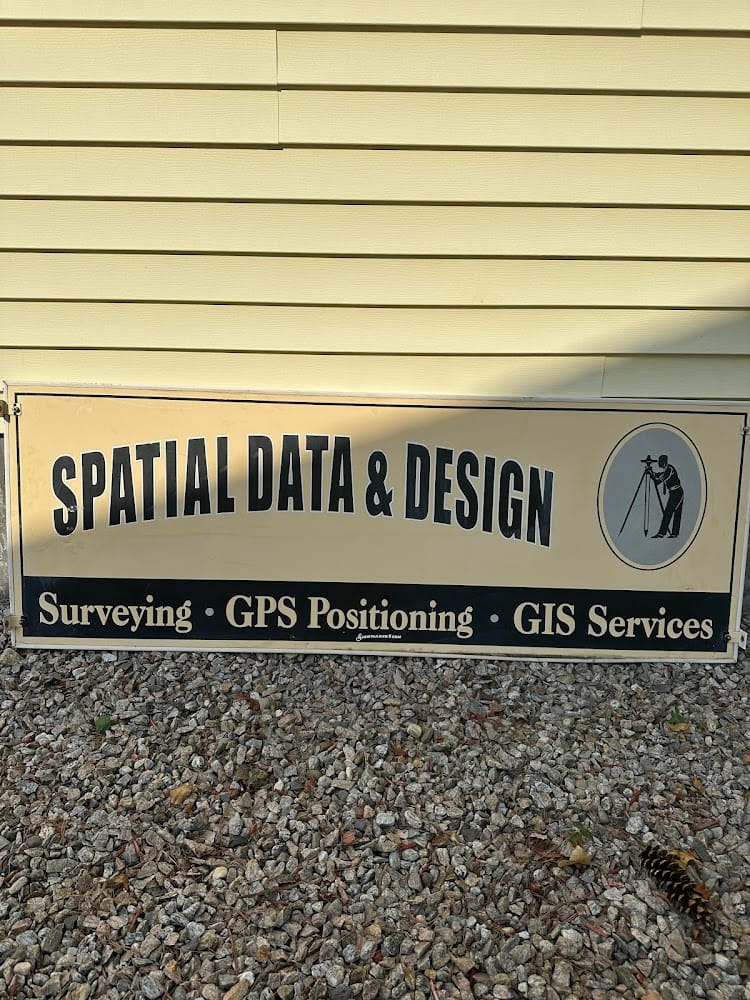 SPATIAL DATA & DESIGN
Surveying • GPS Positioning • GIS Services